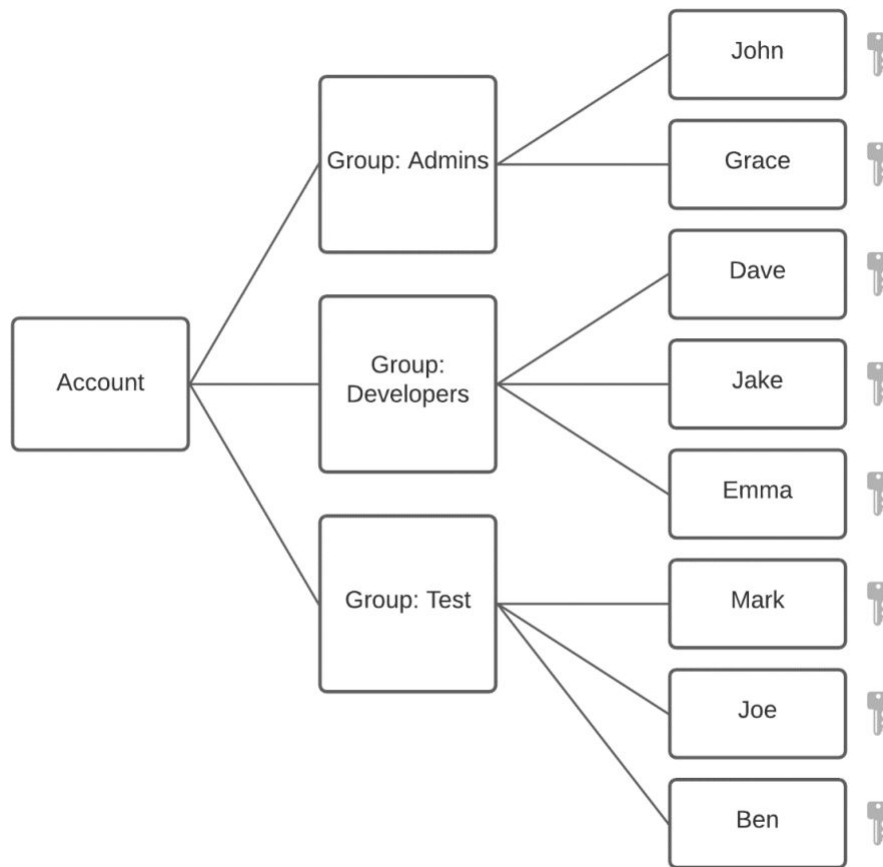 Account
Group: Admins
Group:
Developers
Group: Test
John
Grace
Dave
Jake
Emma
Mark
Joe
Ben